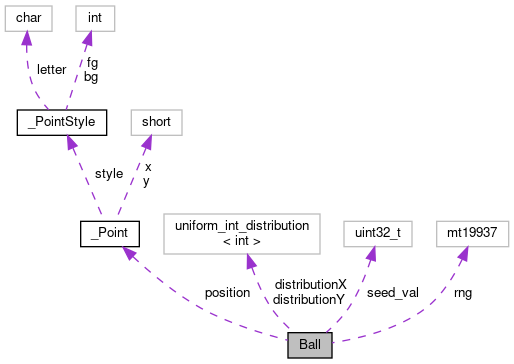 char
int
letter
fg
bg
_PointStyle
short
style
x
y
_Point
uniform_int_distribution
< int >
uint32_t
mt19937
position
distributionX
distributionY
seed_val
rng
Ball